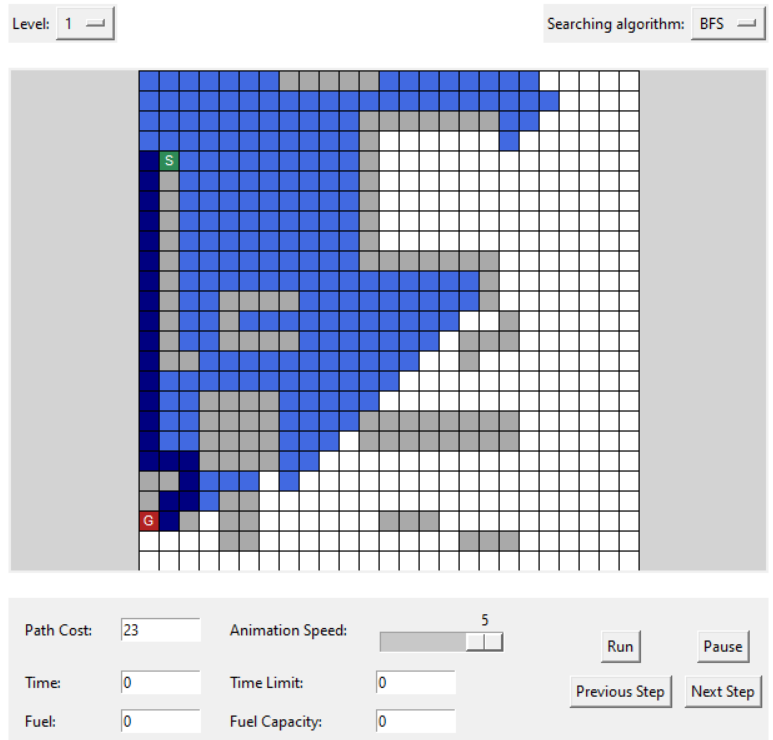 Level: 1 Searching algorithm: BFS
S
G
5
Path Cost: 23 Animation Speed:
Run Pause
Time: 0 Time Limit: 0
Previous Step Next Step
Fuel: 0 Fuel Capacity: 0